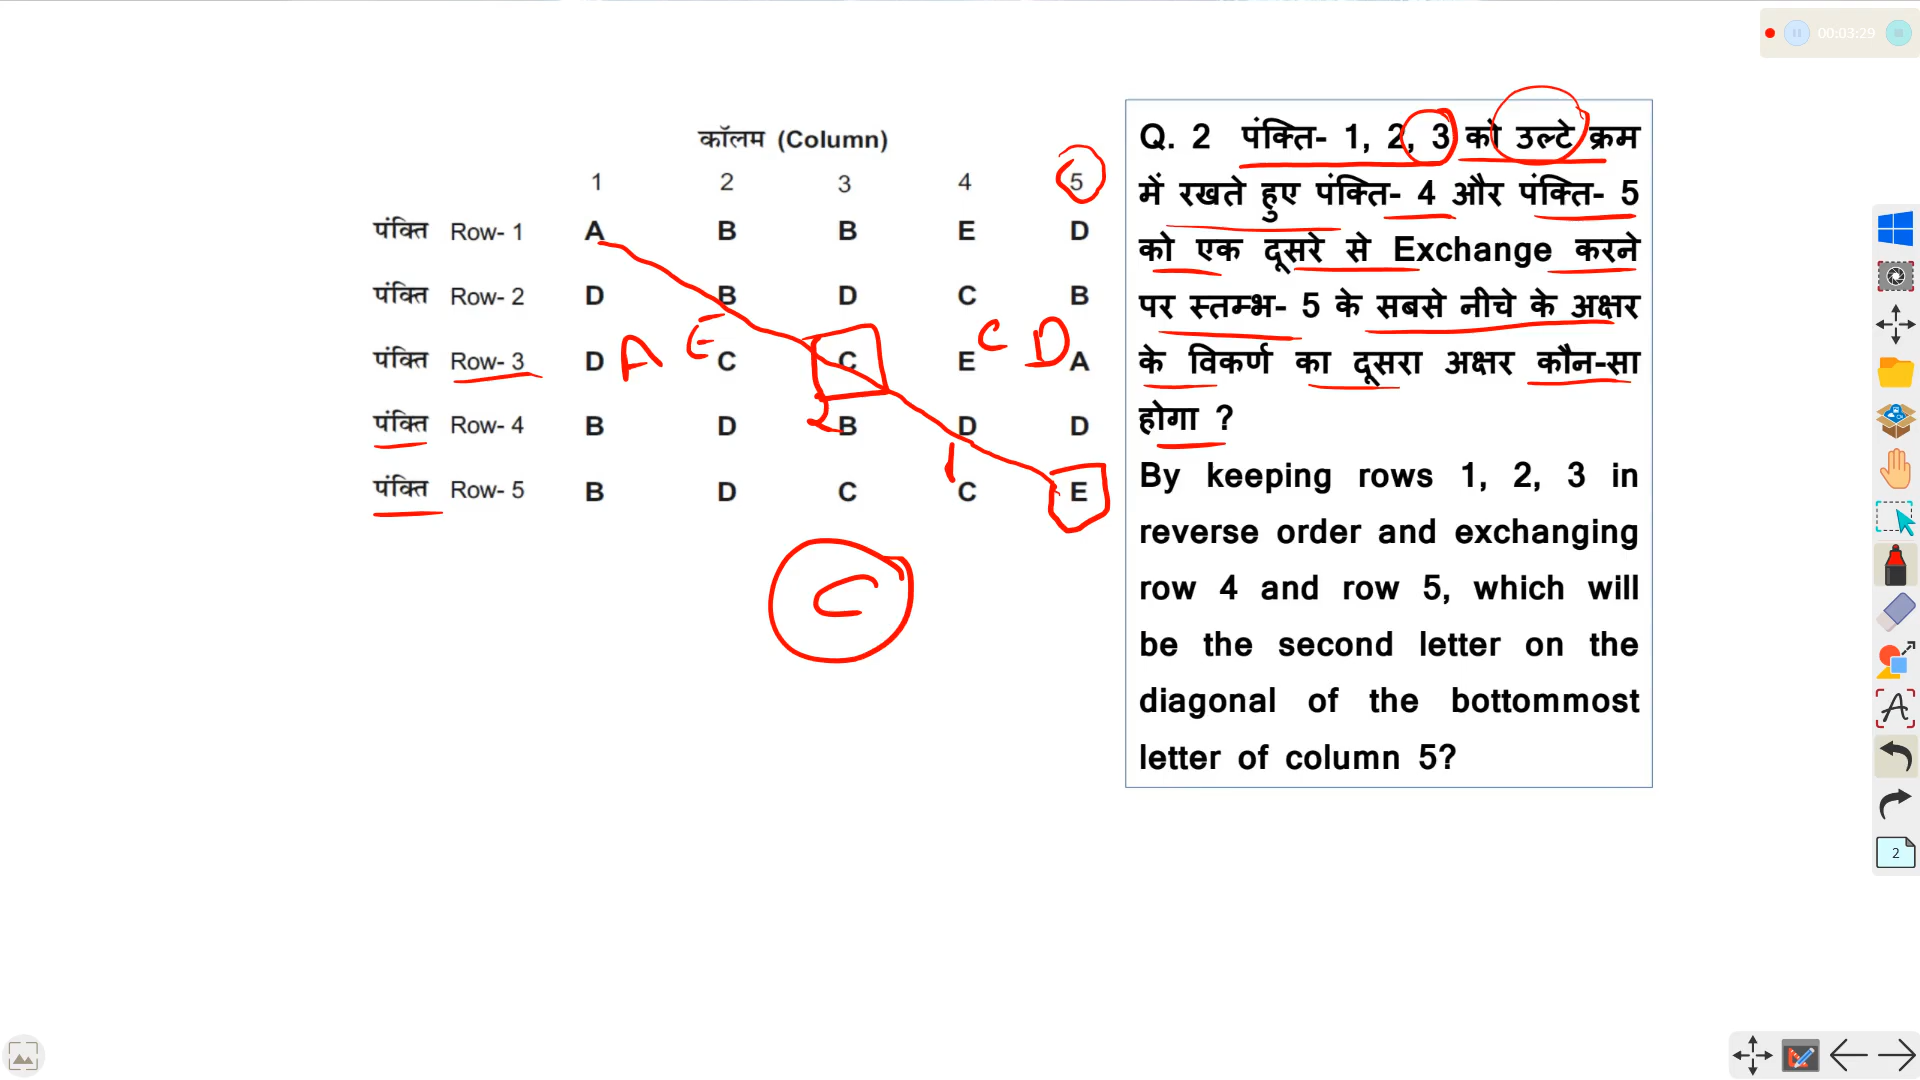 00:03:29
कॉलम (Column)
1 2 3 4 5
पंक्ति Row- 1 A B B E D
पंक्ति Row- 2 D B D C B
A E C D
पंक्ति Row- 3 D C C E A
पंक्ति Row- 4 B D B D D
पंक्ति Row- 5 B D C C E
C
Q. 2 पंक्ति- 1, 2, 3 को उल्टे क्रम
में रखते हुए पंक्ति- 4 और पंक्ति- 5
को एक दूसरे से Exchange करने
पर स्तम्भ- 5 के सबसे नीचे के अक्षर
के विकर्ण का दूसरा अक्षर कौन-सा
होगा ?
By keeping rows 1, 2, 3 in
reverse order and exchanging
row 4 and row 5, which will
be the second letter on the
diagonal of the bottommost
letter of column 5?
2